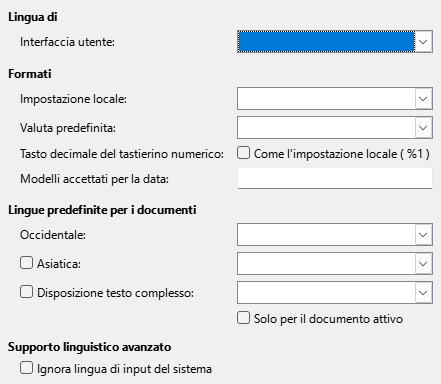 Lingua di
Interfaccia utente:
Formati
Impostazione locale:
Valuta predefinita:
Tasto decimale del tastierino numerico: Come l'impostazione locale ( %1 )
Modelli accettati per la data:
Lingue predefinite per i documenti
Occidentale:
Asiatica:
Disposizione testo complesso:
Solo per il documento attivo
Supporto linguistico avanzato
Ignora lingua di input del sistema